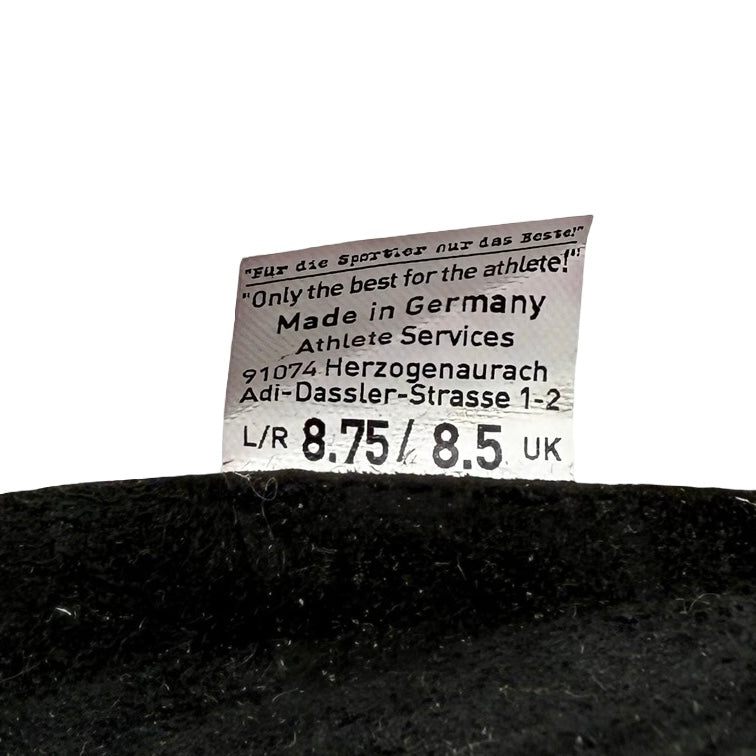 "Für die Sportler nur das Beste!"
"Only the best for the athlete!"
Made in Germany
Athlete Services
91074 Herzogenaurach
Adi-Dassler-Strasse 1-2
L/R 8.75/ 8.5 UK